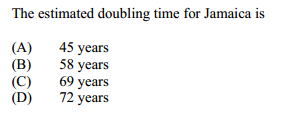 The estimated doubling time for Jamaica is
(A) 45 years
(B) 58 years
(C) 69 years
(D) 72 years